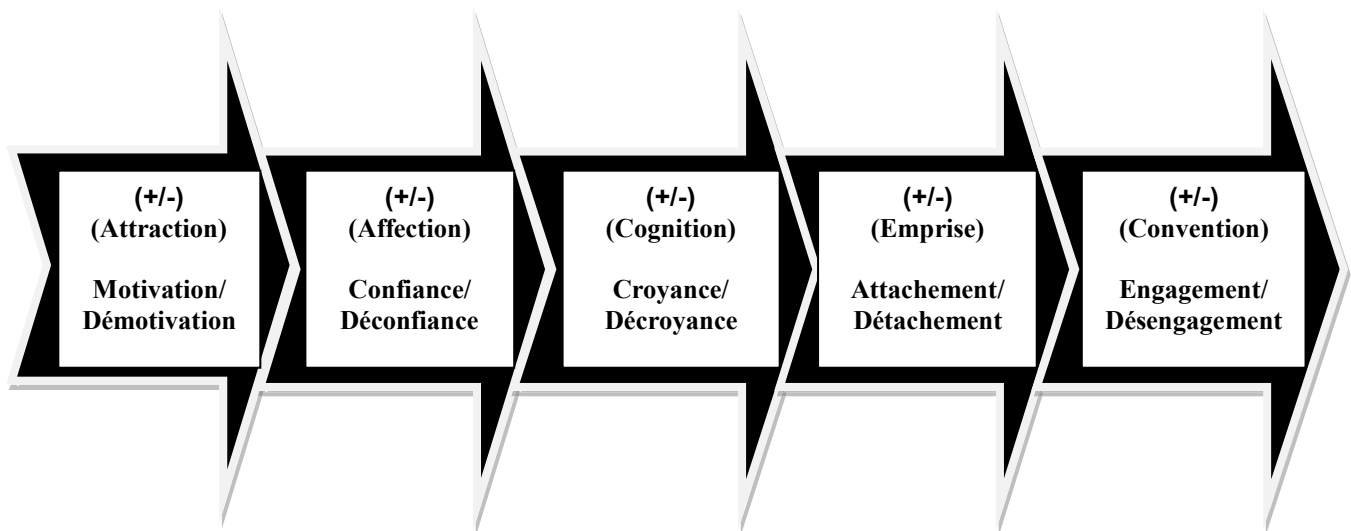 (+/-)
(Attraction)
Motivation/
Démotivation
(+/-)
(Affection)
Confiance/
Déconfiance
(+/-)
(Cognition)
Croyance/
Décroyance
(+/-)
(Emprise)
Attachement/
Détachement
(+/-)
(Convention)
Engagement/
Désengagement